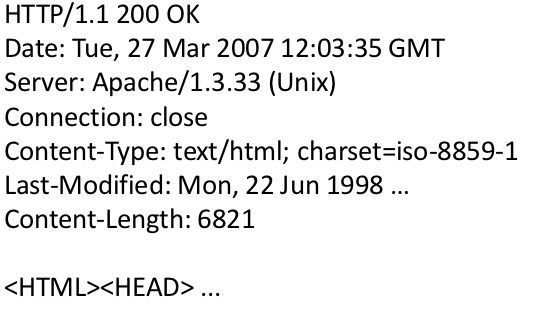 HTTP/1.1 200 OK
Date: Tue, 27 Mar 2007 12:03:35 GMT
Server: Apache/1.3.33 (Unix)
Connection: close
Content-Type: text/html; charset=iso-8859-1
Last-Modified: Mon, 22 Jun 1998 ...
Content-Length: 6821
<HTML><HEAD> ...